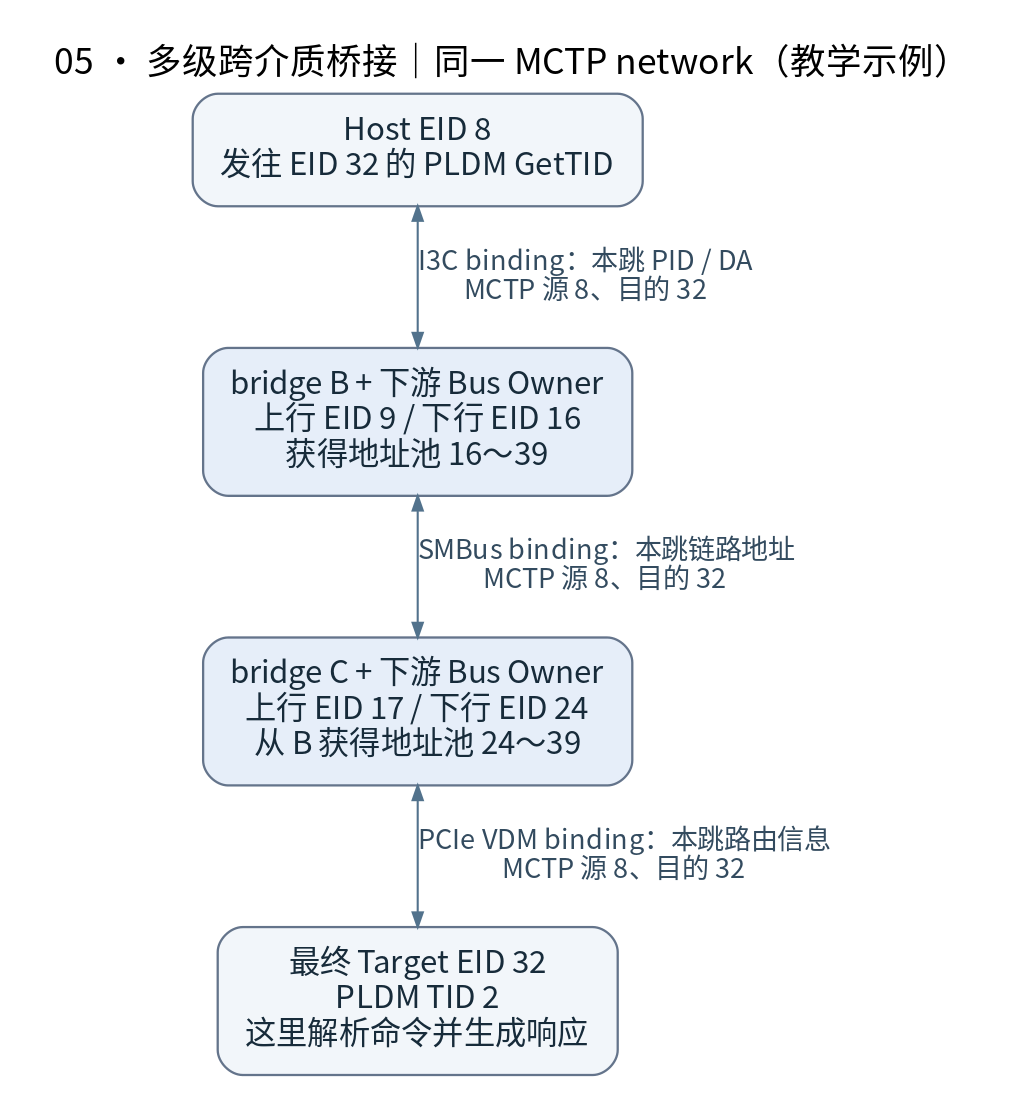 05 · 多级跨介质桥接｜同一 MCTP network（教学示例）
Host EID 8
发往 EID 32 的 PLDM GetTID
I3C binding：本跳 PID / DA
MCTP 源 8、目的 32
bridge B + 下游 Bus Owner
上行 EID 9 / 下行 EID 16
获得地址池 16～39
SMBus binding：本跳链路地址
MCTP 源 8、目的 32
bridge C + 下游 Bus Owner
上行 EID 17 / 下行 EID 24
从 B 获得地址池 24～39
PCIe VDM binding：本跳路由信息
MCTP 源 8、目的 32
最终 Target EID 32
PLDM TID 2
这里解析命令并生成响应